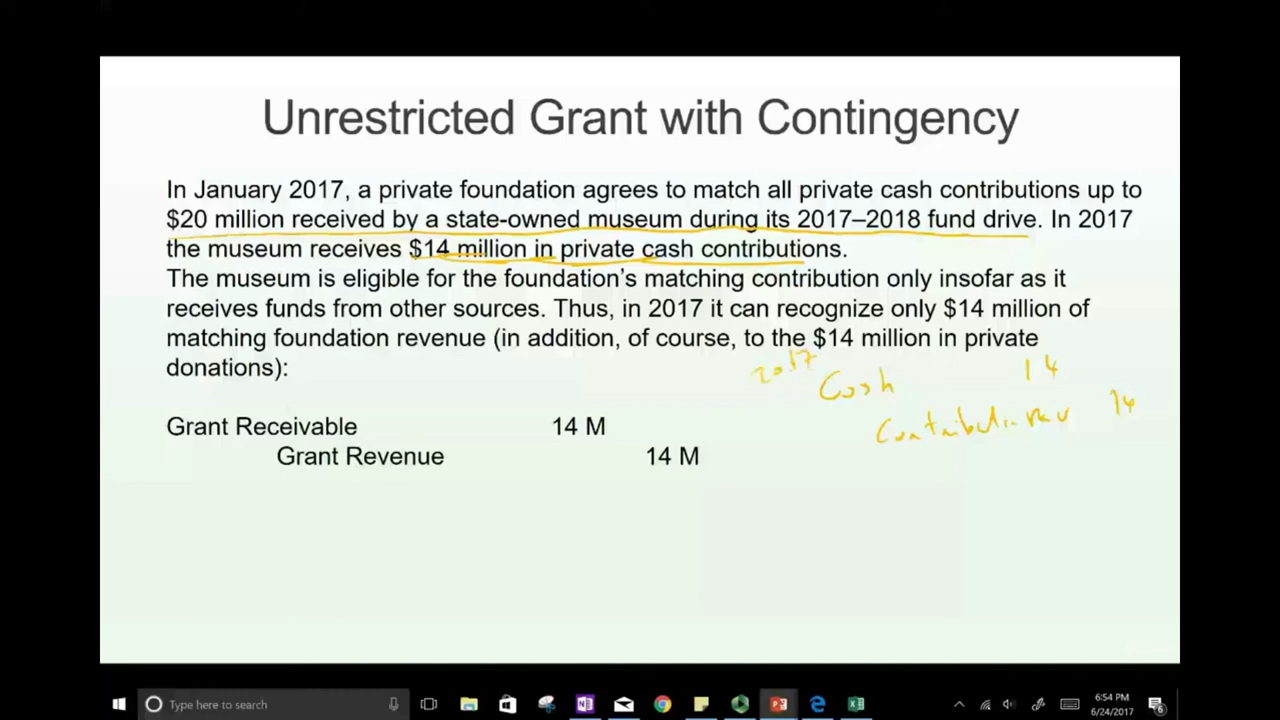 Unrestricted Grant with Contingency
In January 2017, a private foundation agrees to match all private cash contributions up to
$20 million received by a state-owned museum during its 2017–2018 fund drive. In 2017
the museum receives $14 million in private cash contributions.
The museum is eligible for the foundation's matching contribution only insofar as it
receives funds from other sources. Thus, in 2017 it can recognize only $14 million of
matching foundation revenue (in addition, of course, to the $14 million in private
donations):
2017
Cash 14
Contribution rev 14
Grant Receivable 14 M
Grant Revenue 14 M
Type here to search
6:54 PM
6/24/2017
6